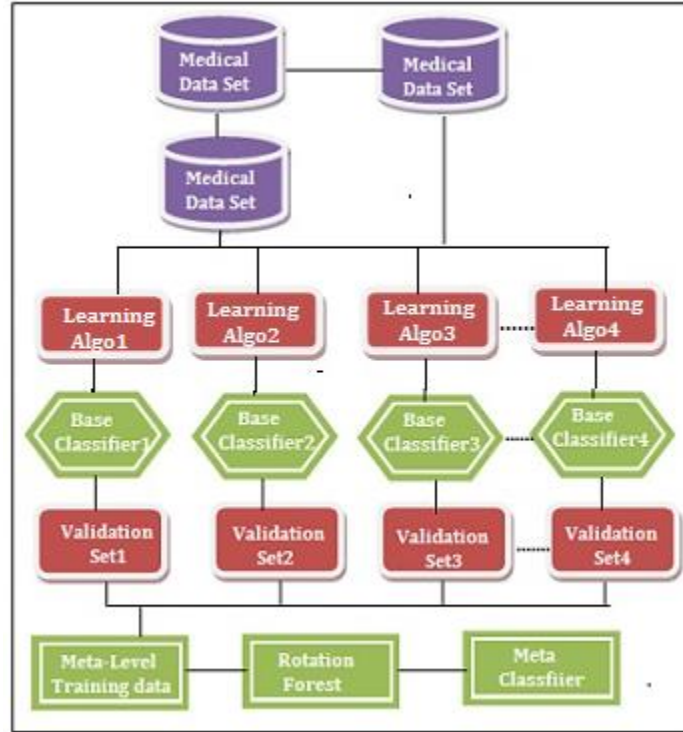 Medical
Data Set
Medical
Data Set
Medical
Data Set
Learning
Algo1
Learning
Algo2
Learning
Algo3
Learning
Algo4
Base
Classifier1
Base
Classifier2
Base
Classifier3
Base
Classifier4
Validation
Set1
Validation
Set2
Validation
Set3
Validation
Set4
Meta-Level
Training data
Rotation
Forest
Meta
Classfiier